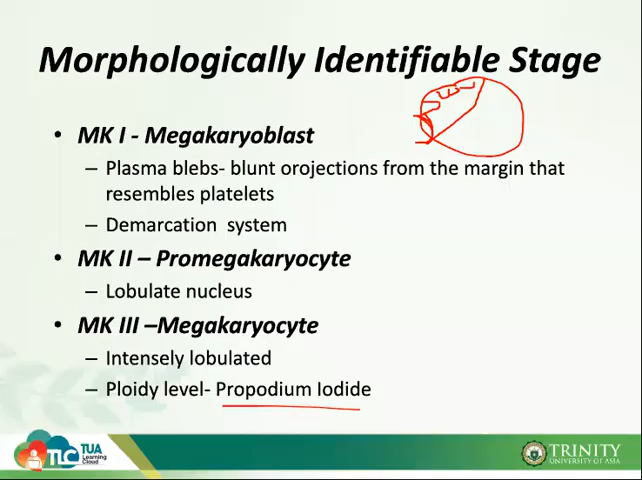 Morphologically Identifiable Stage
• MK I - Megakaryoblast
– Plasma blebs- blunt orojections from the margin that
resembles platelets
– Demarcation system
• MK II – Promegakaryocyte
– Lobulate nucleus
• MK III –Megakaryocyte
– Intensely lobulated
– Ploidy level- Propodium Iodide
TLC
TUA
Learning
Cloud
TRINITY
UNIVERSITY OF ASIA